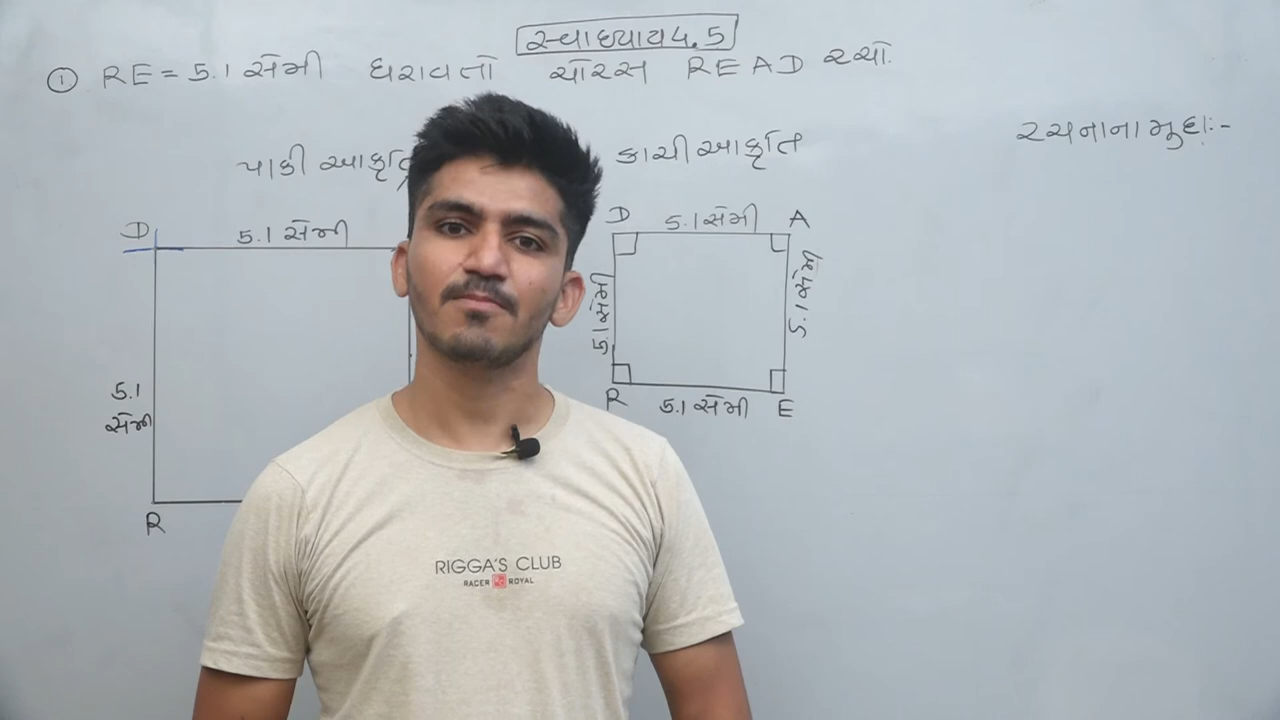 સ્વાધ્યાય 4.5
① RE = 5.1 સેમી ધરાવતો ચોરસ READ રચો.
રચનાના મુદ્દા:-
પાકી આકૃતિ
કાચી આકૃતિ
D 5.1 સેમી
5.1
સેમી
R
D 5.1 સેમી A
5.1 સેમી
5.1 સેમી
R 5.1 સેમી E
RIGGA'S CLUB
RACER ROYAL